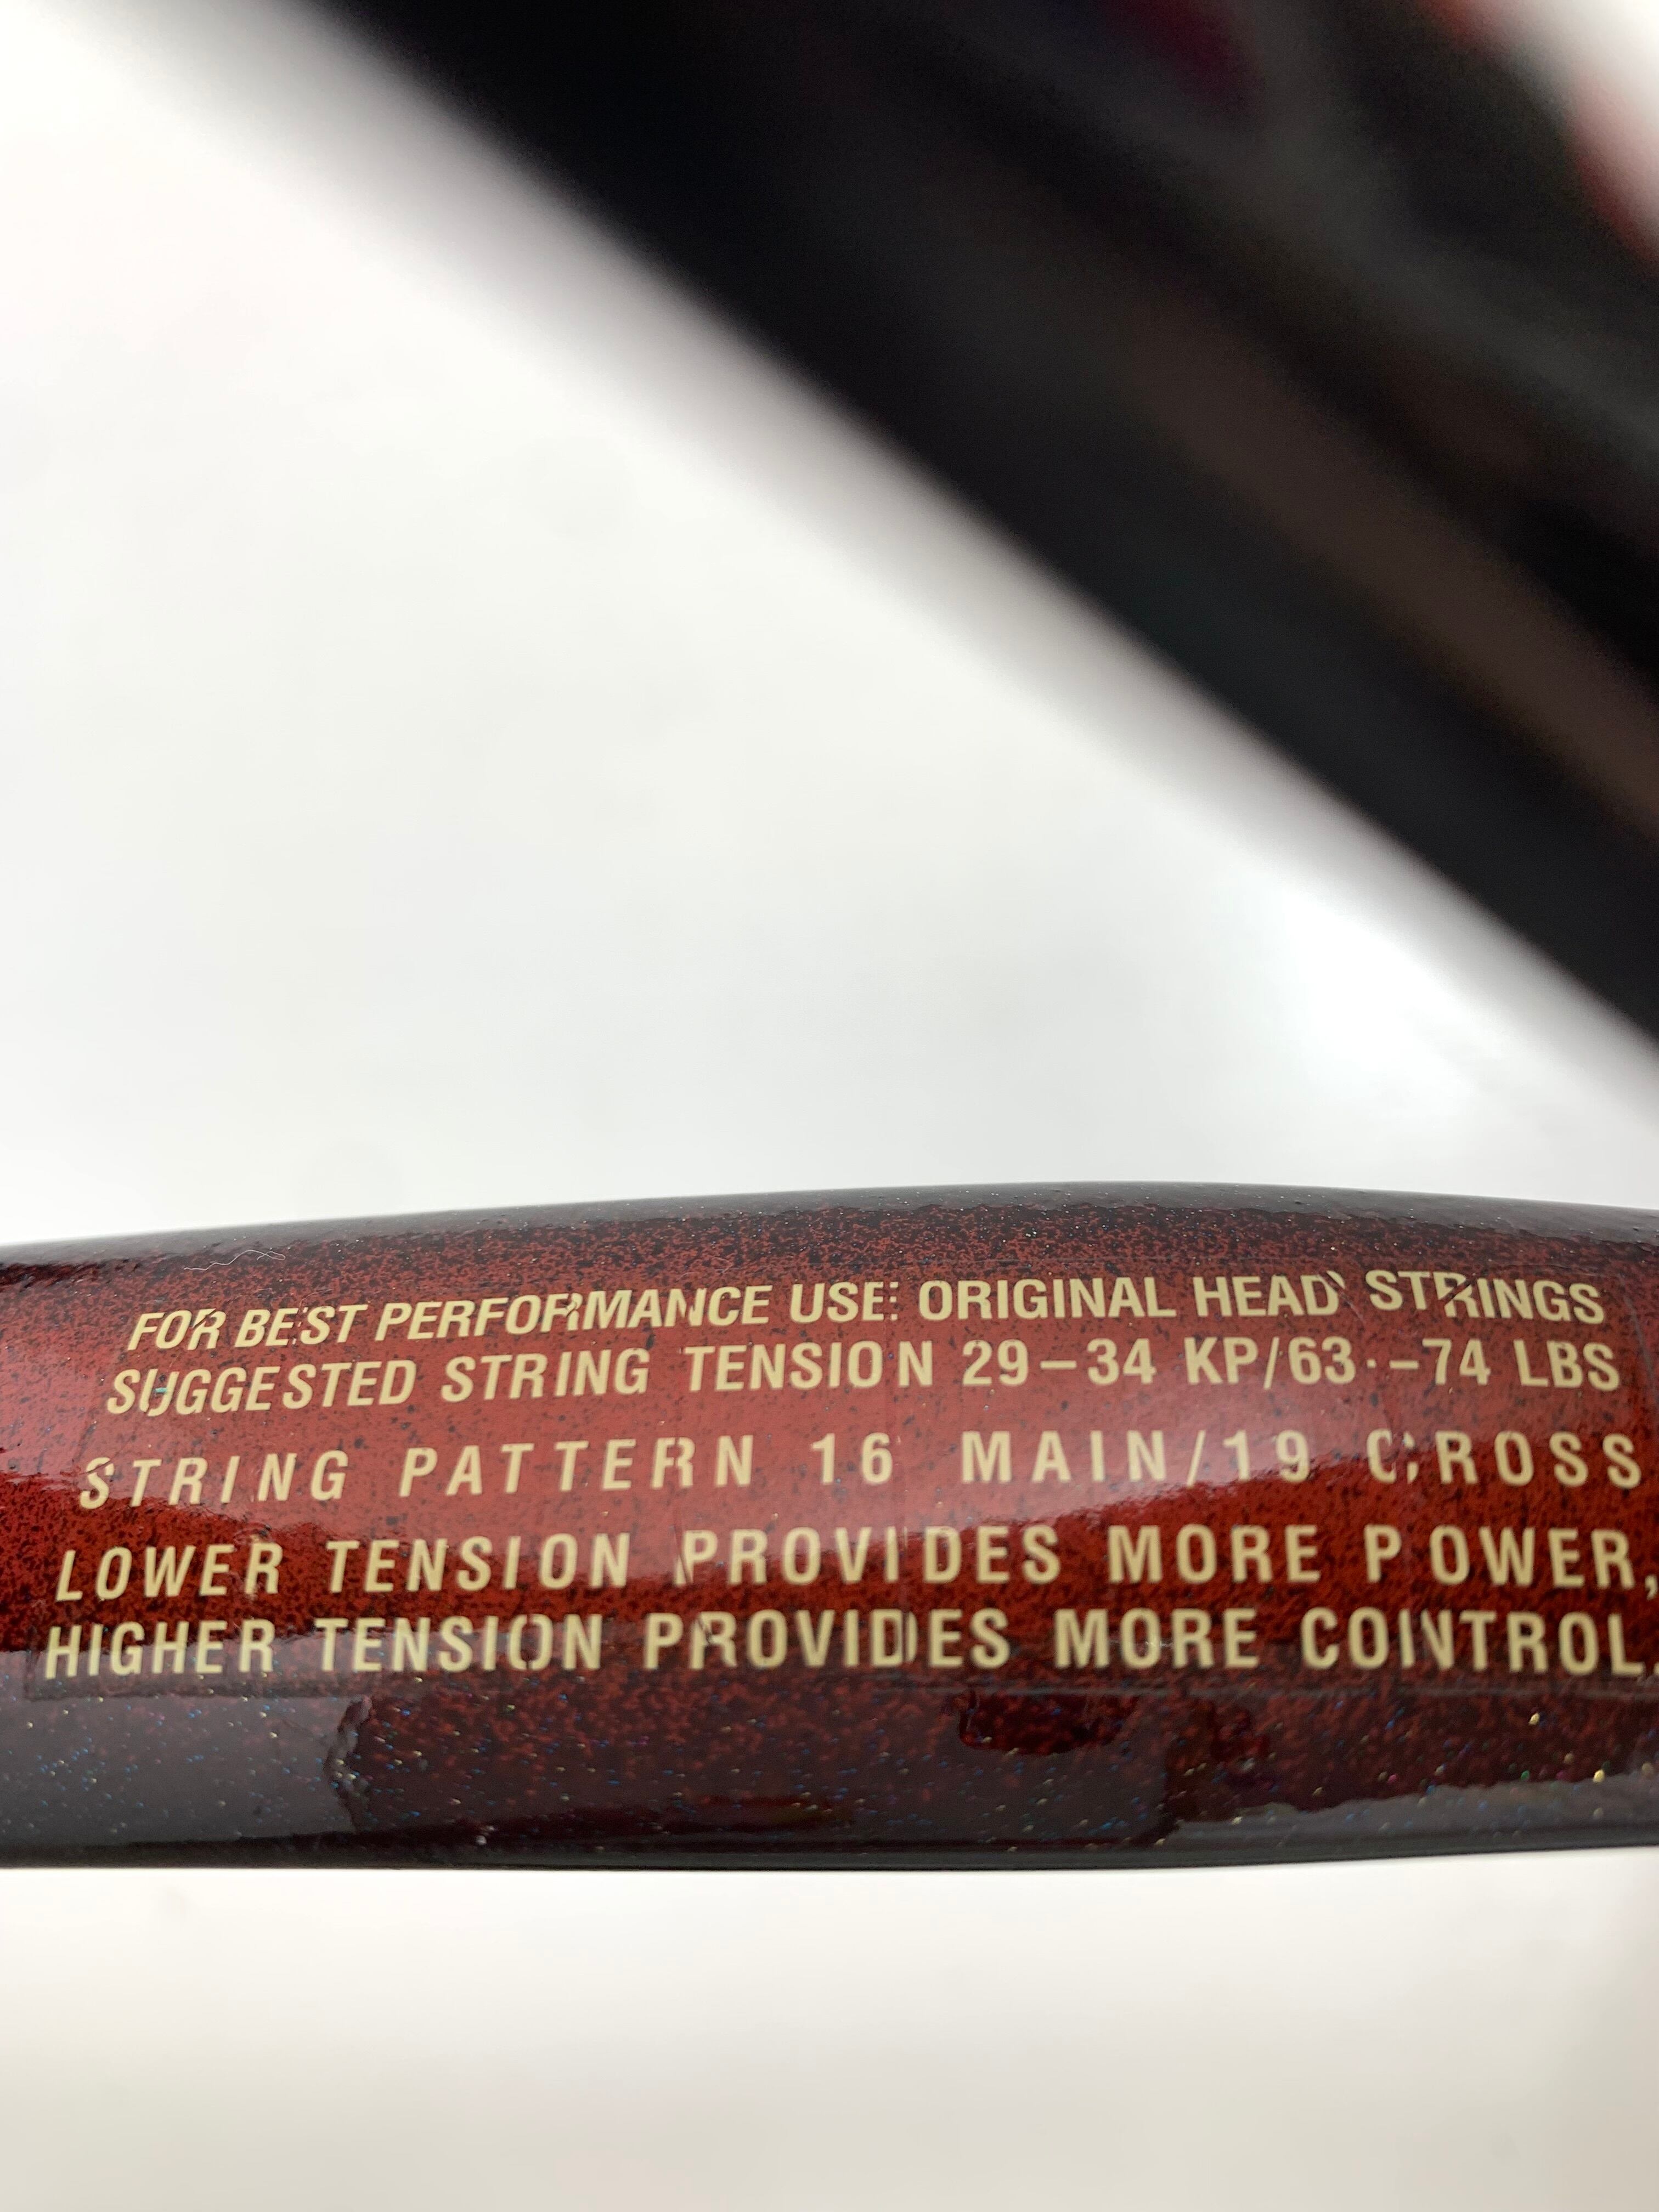 FOR BEST PERFORMANCE USE: ORIGINAL HEAD STRINGS
SUGGESTED STRING TENSION 29–34 KP/63–74 LBS
STRING PATTERN 16 MAIN/19 CROSS
LOWER TENSION PROVIDES MORE POWER,
HIGHER TENSION PROVIDES MORE CONTROL.